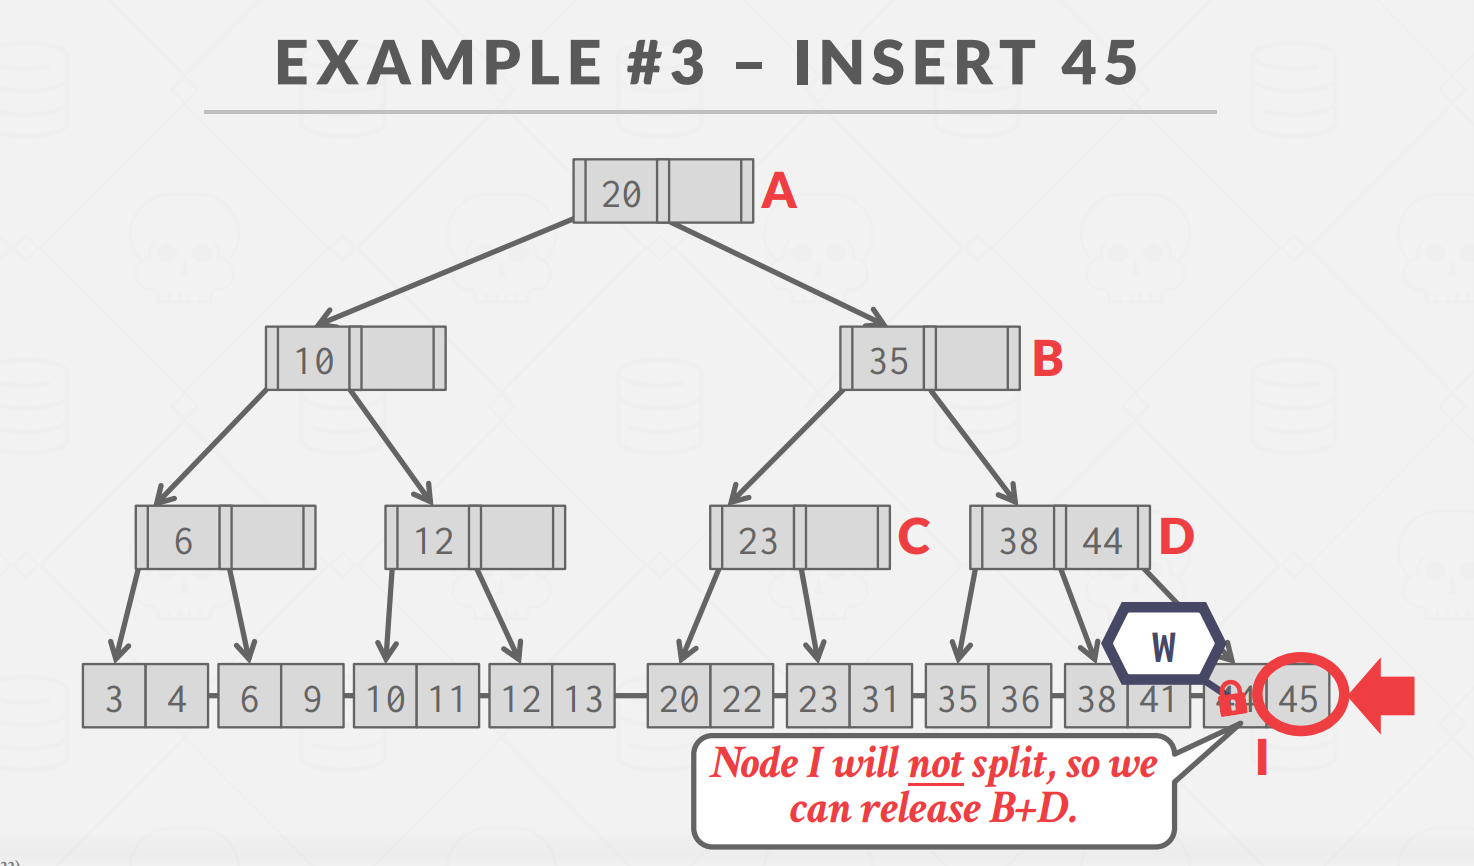 EXAMPLE #3 – INSERT 45
20 A
10 35 B
6 12 23 C 38 44 D
W
3 4 6 9 10 11 12 13 20 22 23 31 35 36 38 41 44 45
I
Node I will not split, so we
can release B+D.